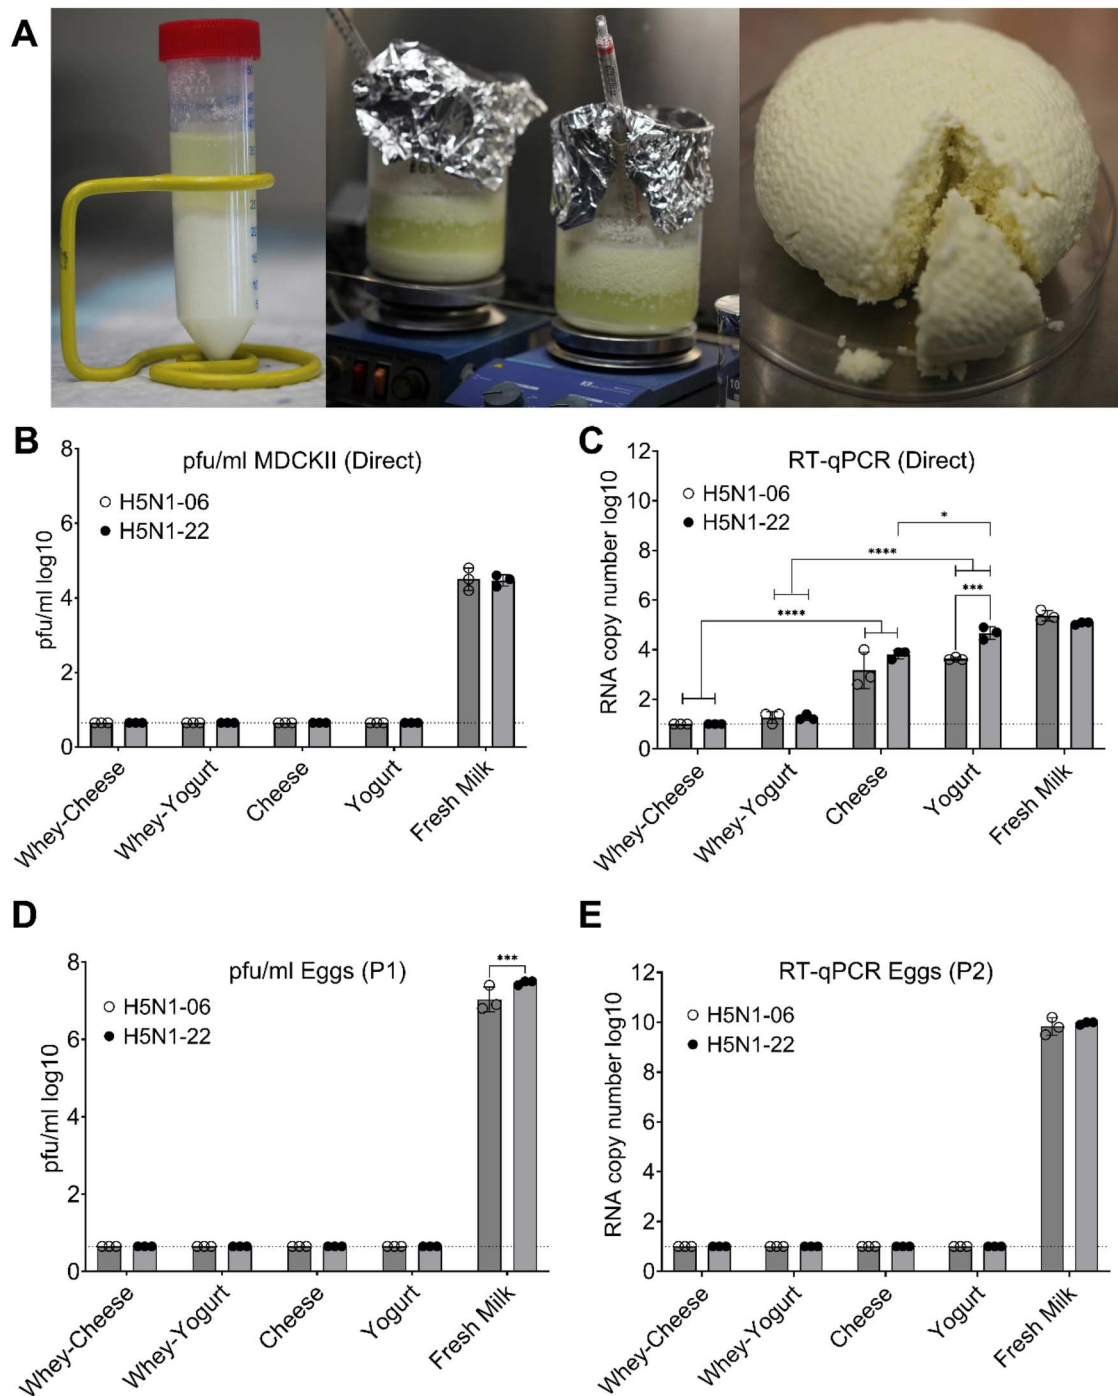 A
B
pfu/ml MDCKII (Direct)
H5N1-06
H5N1-22
pfu/ml log10
8
6
4
2
0
Whey-Cheese
Whey-Yogurt
Cheese
Yogurt
Fresh Milk
C
RT-qPCR (Direct)
H5N1-06
H5N1-22
RNA copy number log10
12
10
8
6
4
2
0
*
****
***
****
Whey-Cheese
Whey-Yogurt
Cheese
Yogurt
Fresh Milk
D
pfu/ml Eggs (P1)
H5N1-06
H5N1-22
pfu/ml log10
8
6
4
2
0
***
Whey-Cheese
Whey-Yogurt
Cheese
Yogurt
Fresh Milk
E
RT-qPCR Eggs (P2)
H5N1-06
H5N1-22
RNA copy number log10
12
10
8
6
4
2
0
Whey-Cheese
Whey-Yogurt
Cheese
Yogurt
Fresh Milk